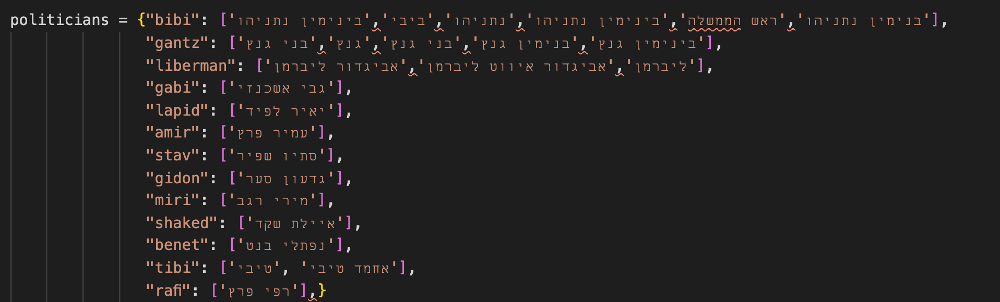 politicians = {"bibi": ['בנימין נתניהו','ראש הממשלה','בינימין נתניהו','נתניהו','ביבי','בינימין נתניהו'],
"gantz": ['בינימין גנץ','בנימין גנץ','בני גנץ','גנץ','בני גנץ'],
"liberman": ['ליברמן','אביגדור איווט ליברמן','אביגדור ליברמן'],
"gabi": ['גבי אשכנזי'],
"lapid": ['יאיר לפיד'],
"amir": ['עמיר פרץ'],
"stav": ['סתיו שפיר'],
"gidon": ['גדעון סער'],
"miri": ['מירי רגב'],
"shaked": ['איילת שקד'],
"benet": ['נפתלי בנט'],
"tibi": ['אחמד טיבי' ,'טיבי'],
"rafi": ['רפי פרץ'],}